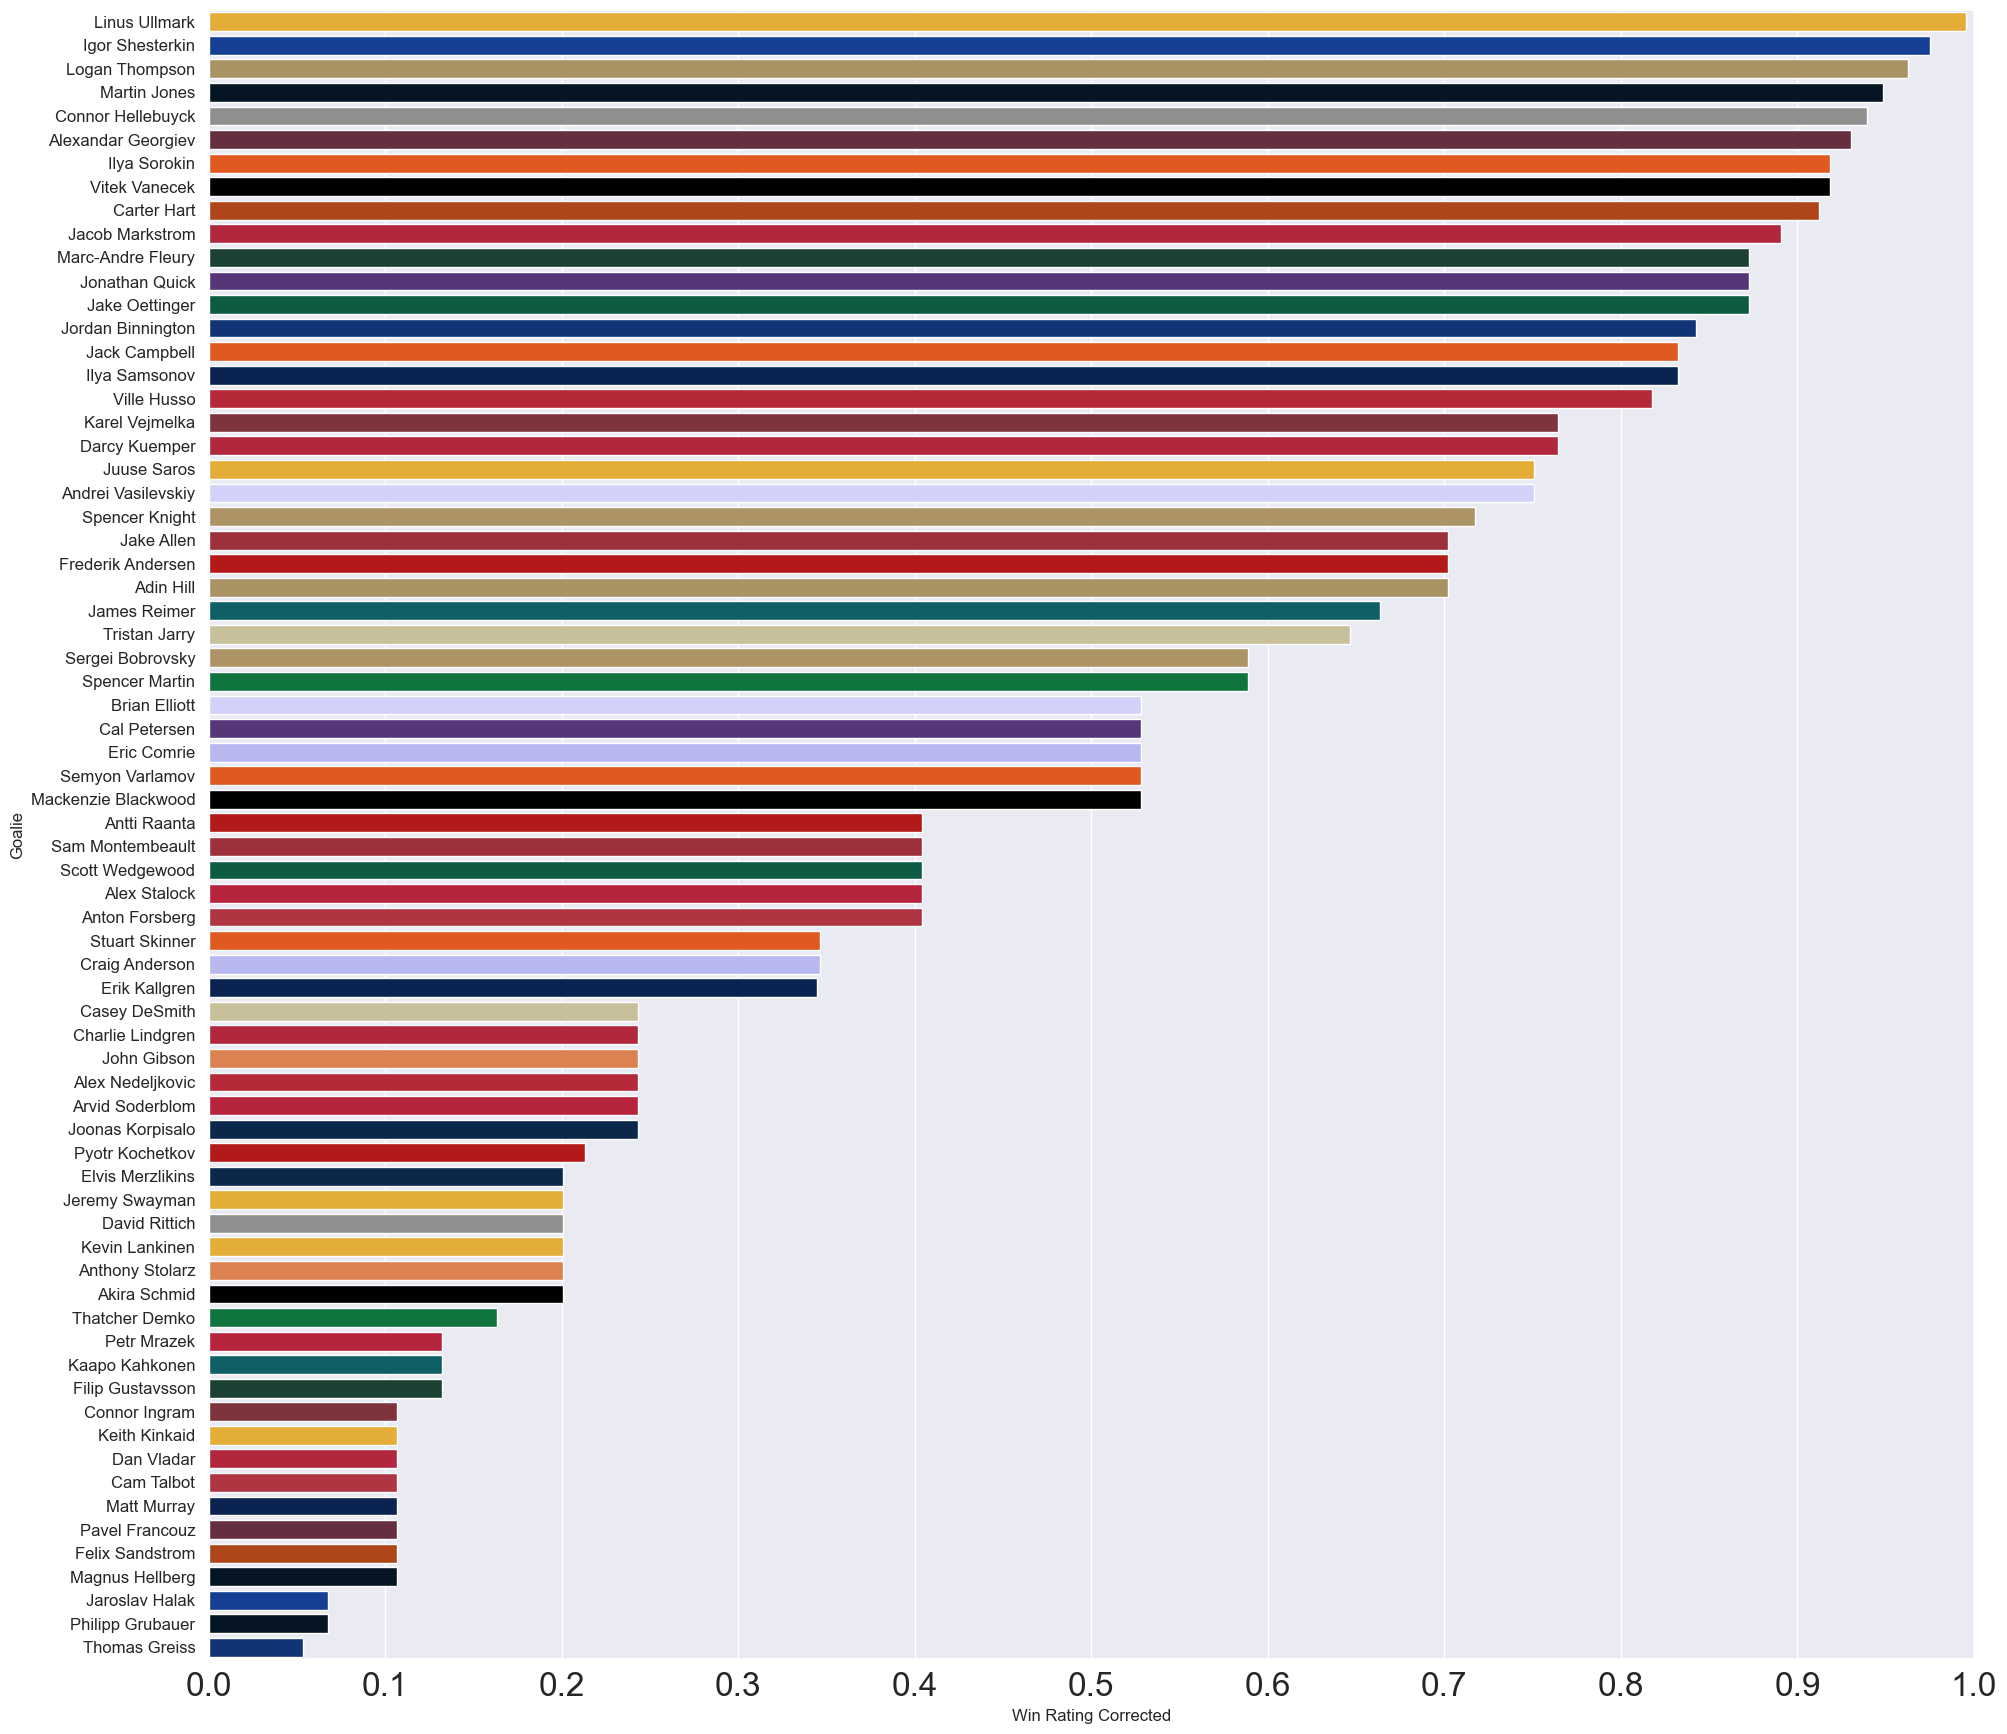 Linus Ullmark
Igor Shesterkin
Logan Thompson
Martin Jones
Connor Hellebuyck
Alexandar Georgiev
Ilya Sorokin
Vitek Vanecek
Carter Hart
Jacob Markstrom
Marc-Andre Fleury
Jonathan Quick
Jake Oettinger
Jordan Binnington
Jack Campbell
Ilya Samsonov
Ville Husso
Karel Vejmelka
Darcy Kuemper
Juuse Saros
Andrei Vasilevskiy
Spencer Knight
Jake Allen
Frederik Andersen
Adin Hill
James Reimer
Tristan Jarry
Sergei Bobrovsky
Spencer Martin
Brian Elliott
Cal Petersen
Eric Comrie
Semyon Varlamov
Mackenzie Blackwood
Antti Raanta
Sam Montembeault
Scott Wedgewood
Alex Stalock
Anton Forsberg
Stuart Skinner
Craig Anderson
Erik Kallgren
Casey DeSmith
Charlie Lindgren
John Gibson
Alex Nedeljkovic
Arvid Soderblom
Joonas Korpisalo
Pyotr Kochetkov
Elvis Merzlikins
Jeremy Swayman
David Rittich
Kevin Lankinen
Anthony Stolarz
Akira Schmid
Thatcher Demko
Petr Mrazek
Kaapo Kahkonen
Filip Gustavsson
Connor Ingram
Keith Kinkaid
Dan Vladar
Cam Talbot
Matt Murray
Pavel Francouz
Felix Sandstrom
Magnus Hellberg
Jaroslav Halak
Philipp Grubauer
Thomas Greiss
Goalie
0.0 0.1 0.2 0.3 0.4 0.5 0.6 0.7 0.8 0.9 1.0
Win Rating Corrected